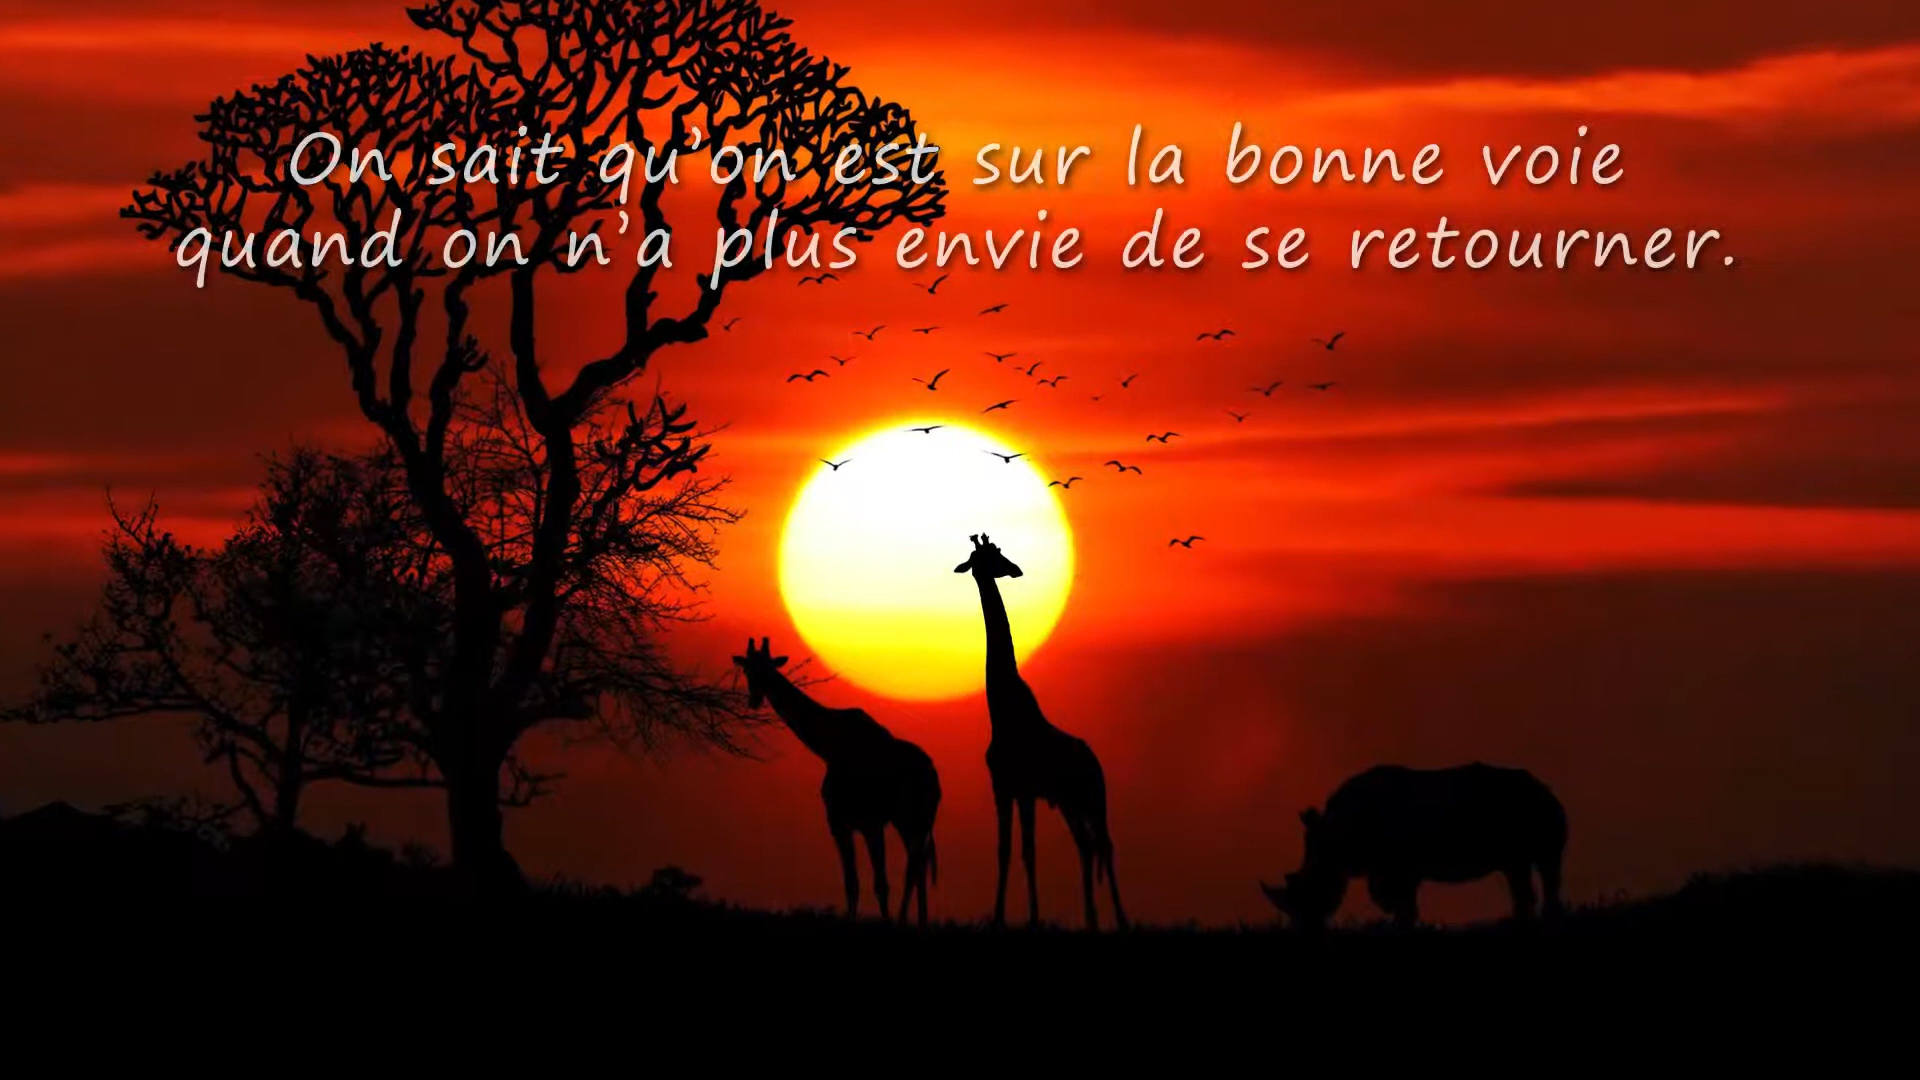 On sait qu’on est sur la bonne voie
quand on n’a plus envie de se retourner.